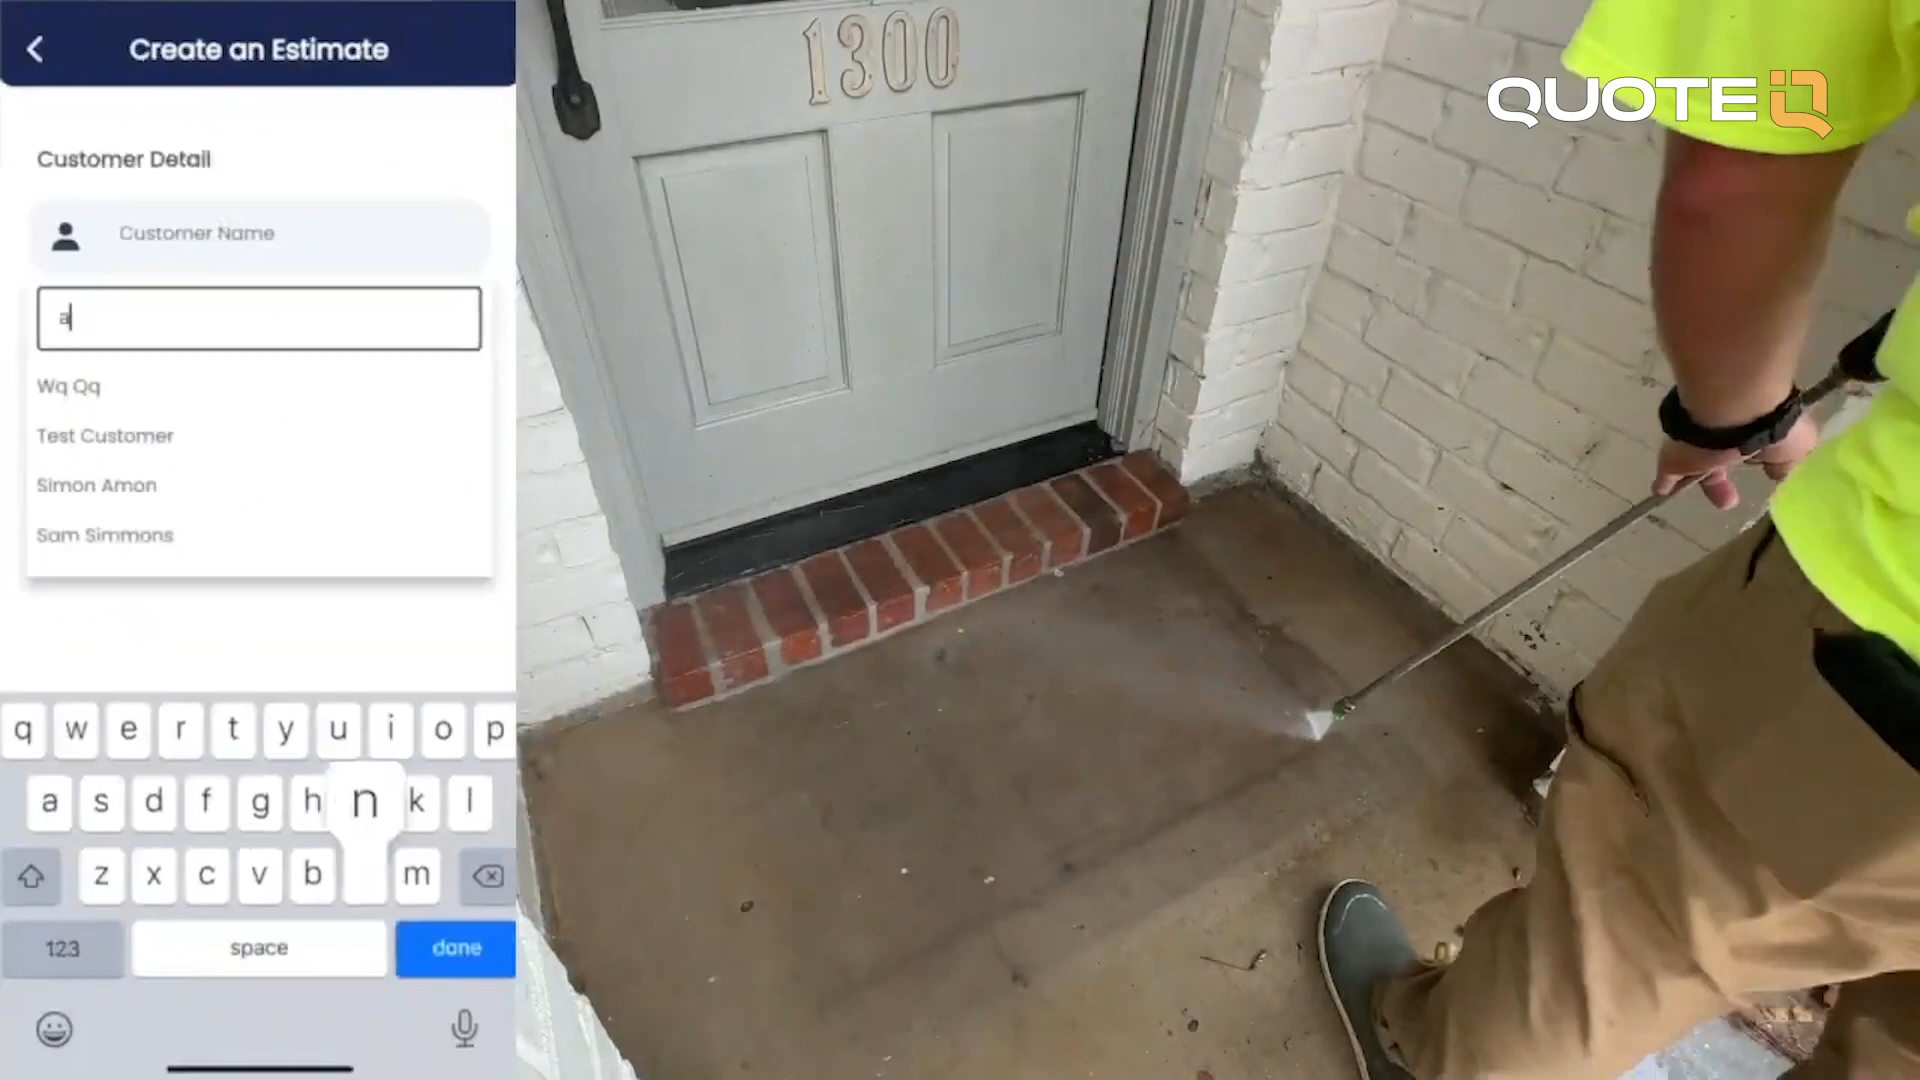 Create an Estimate
Customer Detail
Customer Name
a
Wq Qq
Test Customer
Simon Amon
Sam Simmons
q w e r t y u i o p
a s d f g h n k l
z x c v b m
123 space done
1300
QUOTE iQ